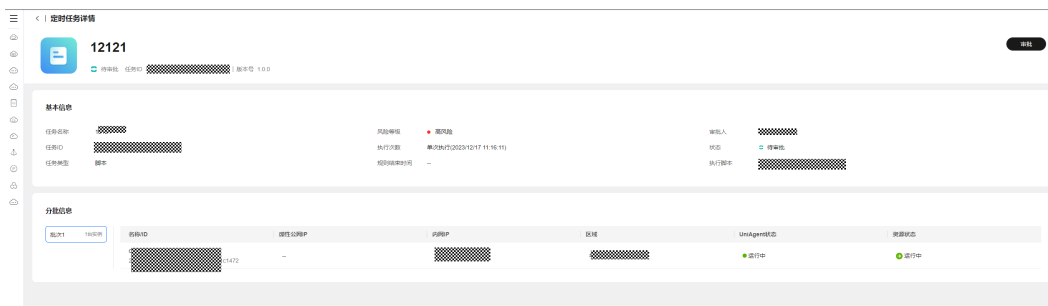 定时任务详情
12121
审批
待审批 任务ID | 版本号 1.0.0
基本信息
任务名称
风险等级 高风险
审批人
任务ID
执行次数 单次执行(2023/12/17 11:16:11)
状态 待审批
任务类型 脚本
规则结束时间 --
执行脚本
分批信息
批次1
名称/ID 弹性公网IP 内网IP 区域 UniAgent状态 资源状态
c1472 -- 运行中 运行中